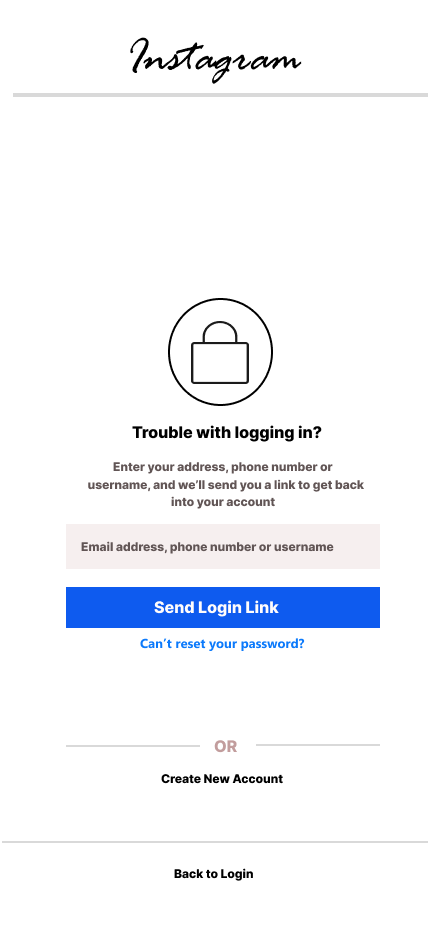 Instagram
Trouble with logging in?
Enter your address, phone number or
username, and we’ll send you a link to get back
into your account
Email address, phone number or username
Send Login Link
Can’t reset your password?
OR
Create New Account
Back to Login